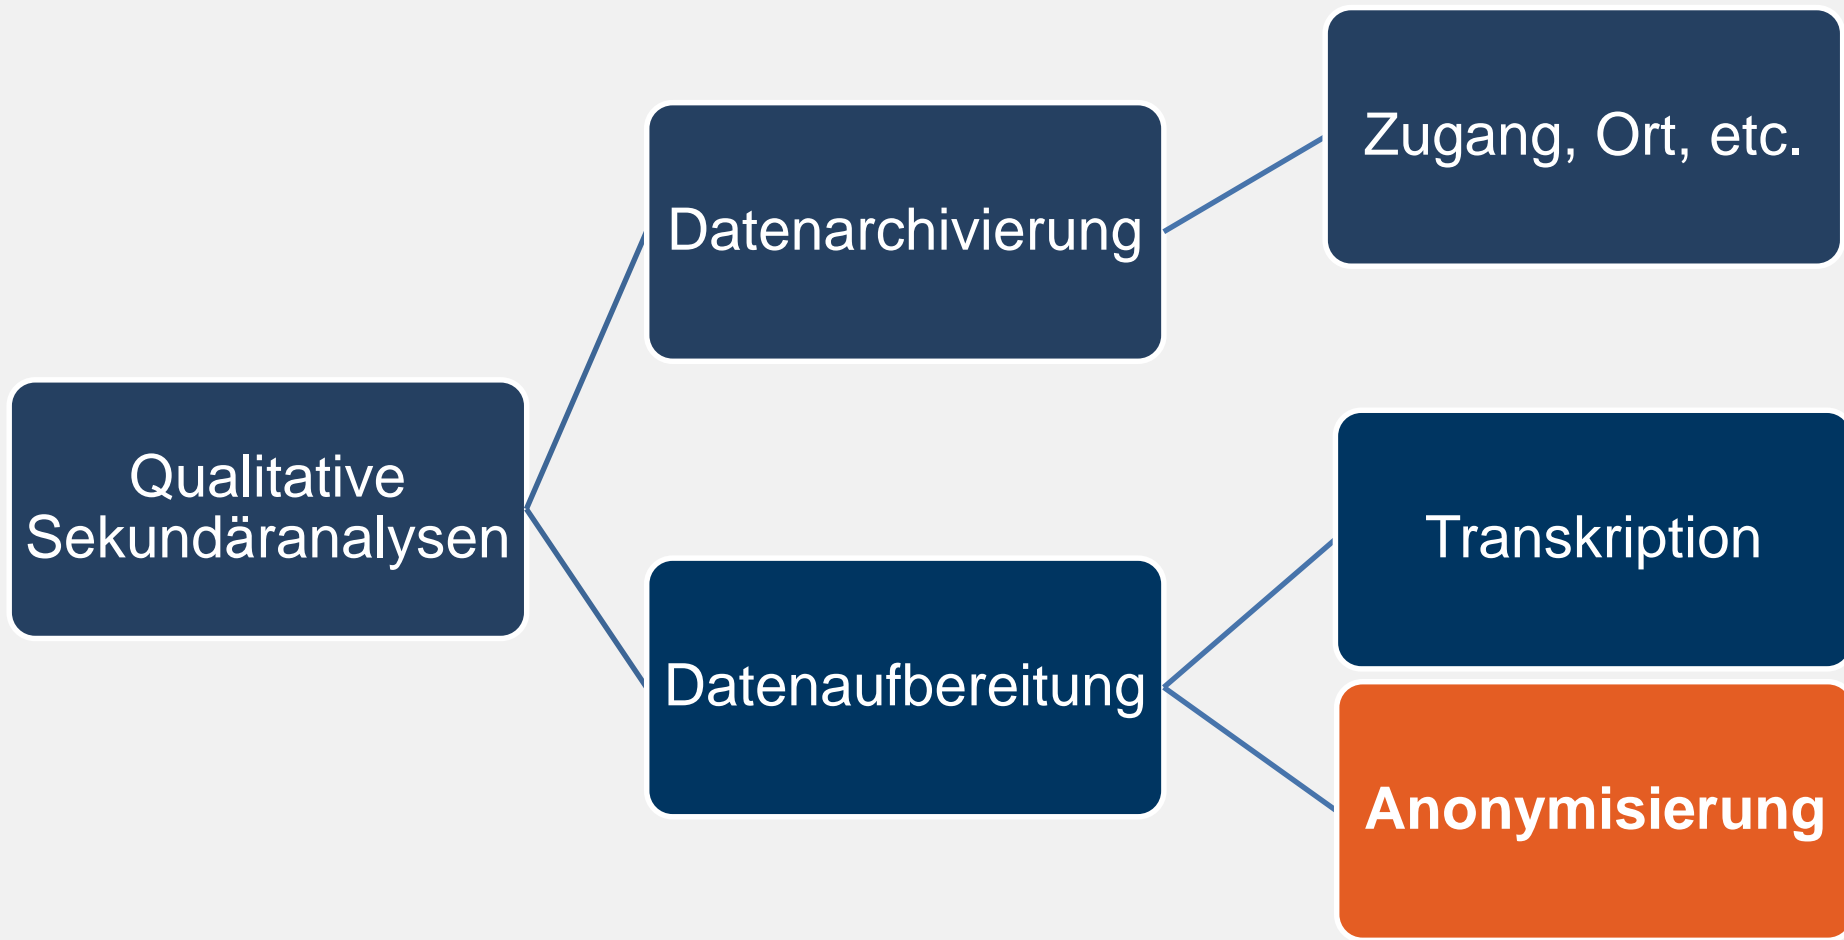 Zugang, Ort, etc.
Datenarchivierung
Qualitative
Sekundäranalysen
Transkription
Datenaufbereitung
Anonymisierung